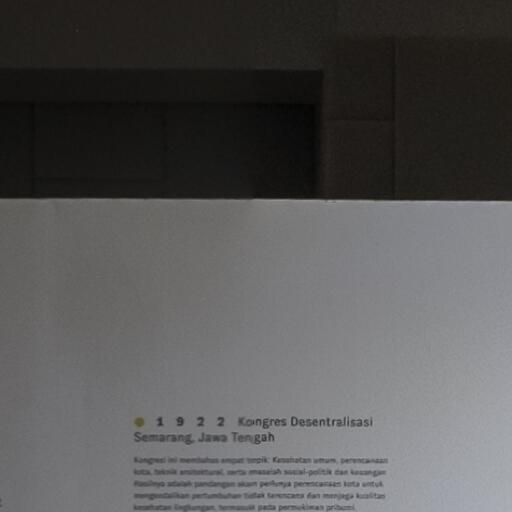 1 9 2 2 Kongres Desentralisasi
Semarang, Jawa Tengah
Kongresi ini membahas empat topik: Kesehatan umum, perencanaan
kota, teknik arsitektural, serta masalah sosial-politik dan keuangan
Hasilnya adalah pandangan akan perlunya perencanaan kota untuk
mengendalikan pertumbuhan tidak terencana dan menjaga kualitas
kesehatan lingkungan, termasuk pada permukiman pribumi.